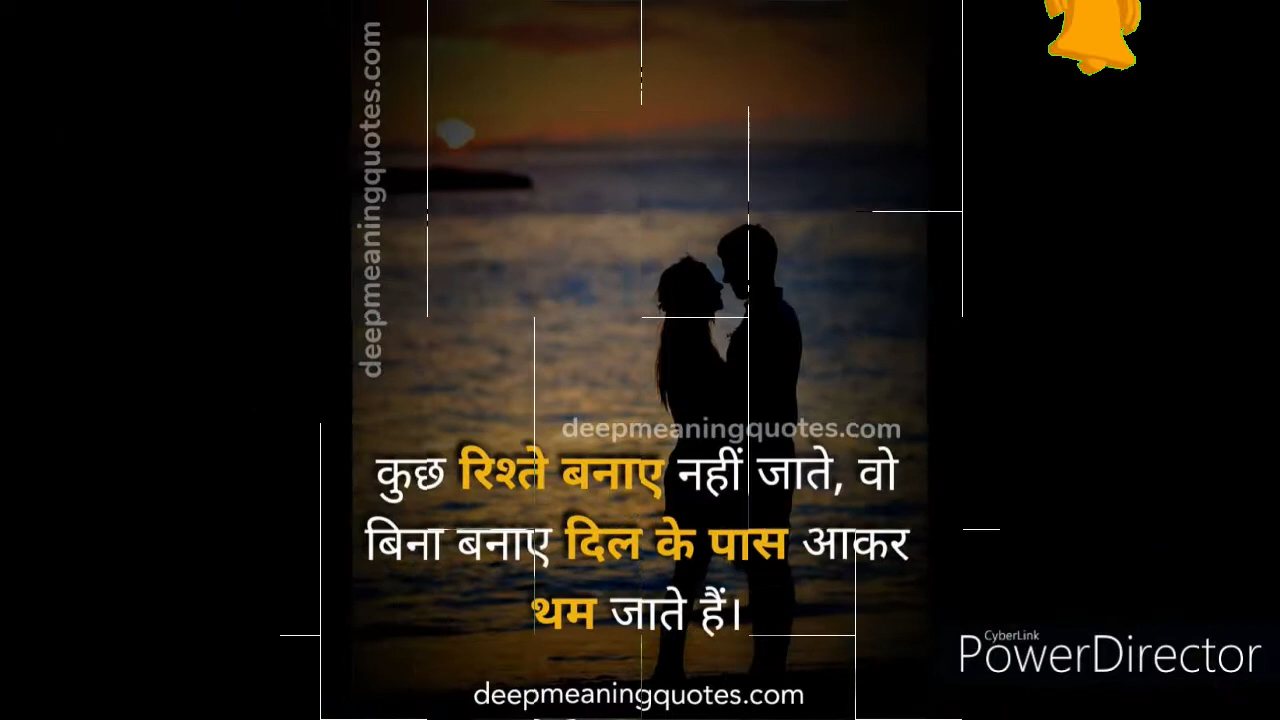 deepmeaningquotes.com
deepmeaningquotes.com
कुछ रिश्ते बनाए नहीं जाते, वो
बिना बनाए दिल के पास आकर
थम जाते हैं।
CyberLink
PowerDirector
deepmeaningquotes.com